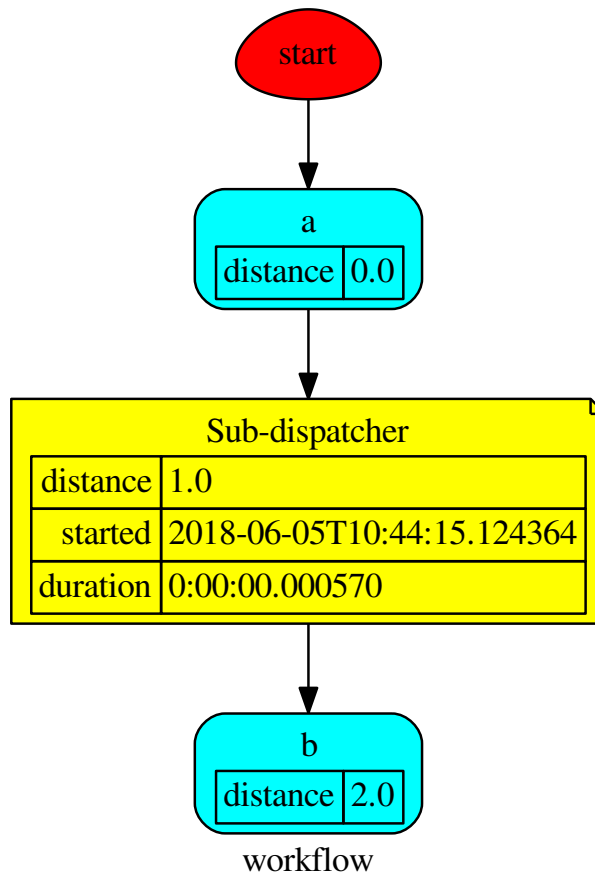 start
a
distance 0.0
Sub-dispatcher
distance 1.0
started 2018-06-05T10:44:15.124364
duration 0:00:00.000570
b
distance 2.0
workflow